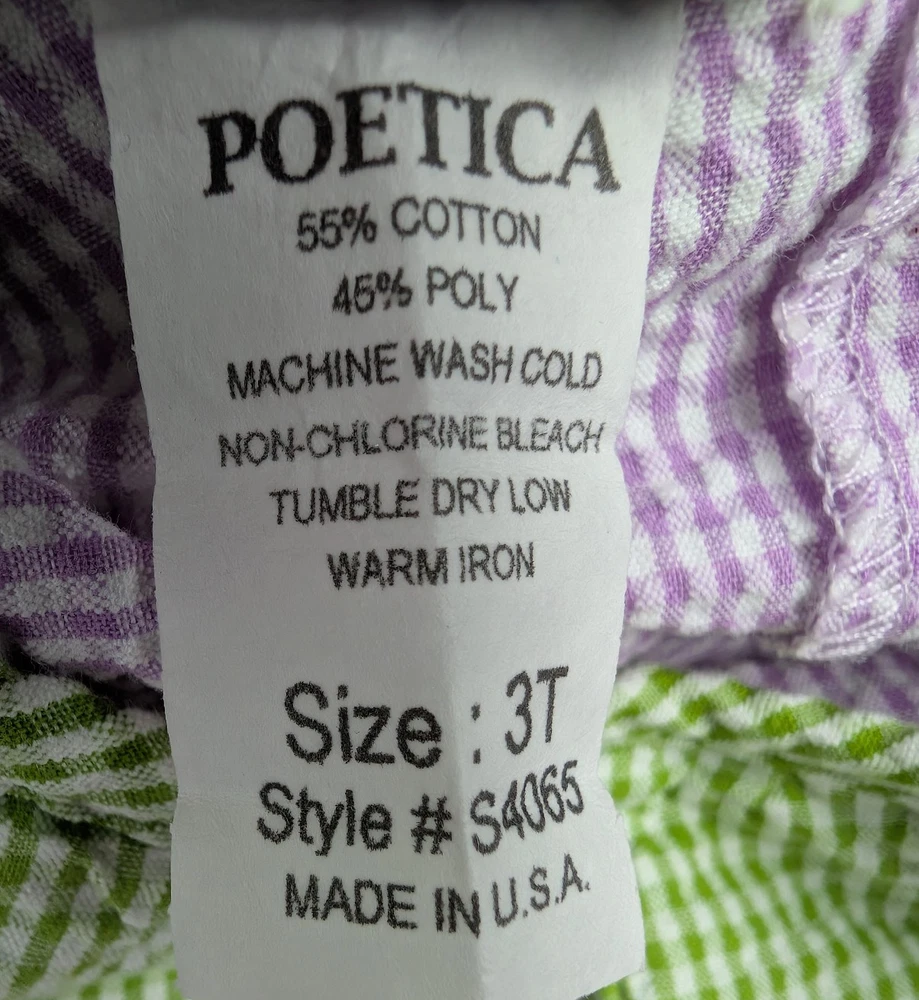 POETICA
55% COTTON
45% POLY
MACHINE WASH COLD
NON-CHLORINE BLEACH
TUMBLE DRY LOW
WARM IRON
Size : 3T
Style # S4065
MADE IN U.S.A.